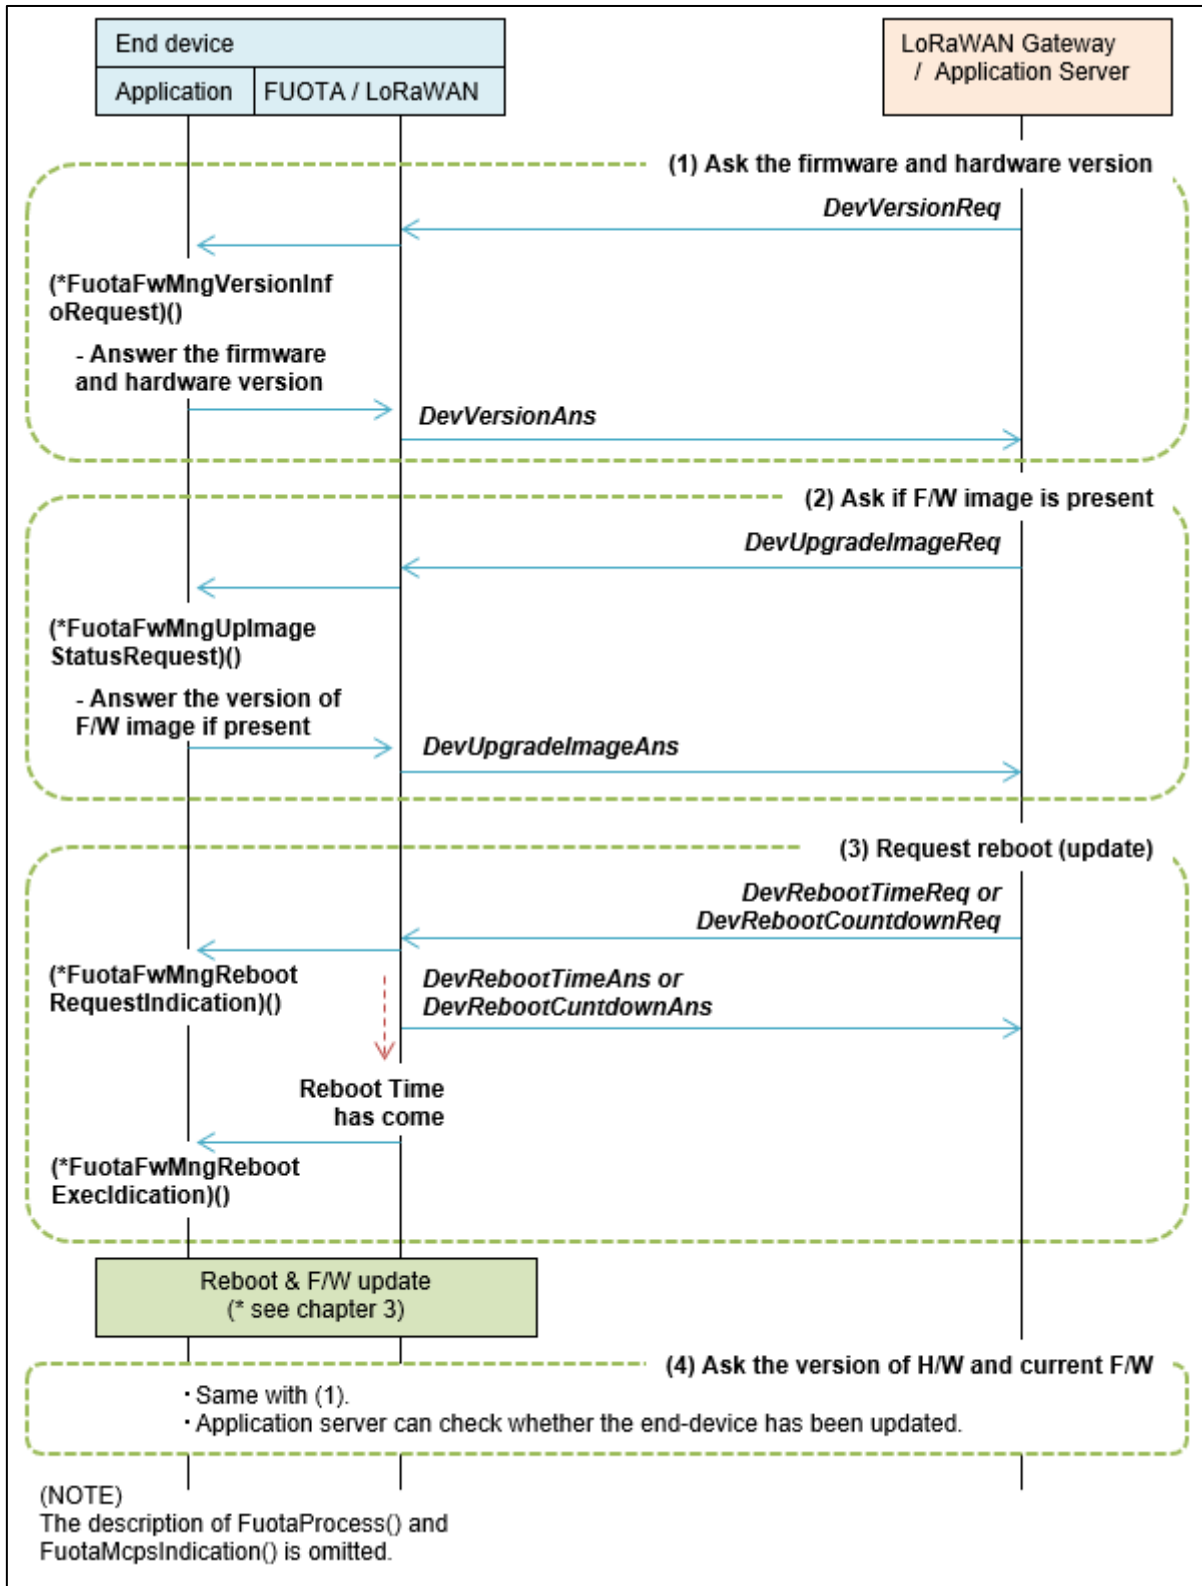 End device
LoRaWAN Gateway
/ Application Server
Application
FUOTA / LoRaWAN
(1) Ask the firmware and hardware version
DevVersionReq
(*FuotaFwMngVersionInf
oRequest)()
- Answer the firmware
and hardware version
DevVersionAns
(2) Ask if F/W image is present
DevUpgradeImageReq
(*FuotaFwMngUpImage
StatusRequest)()
- Answer the version of
F/W image if present
DevUpgradeImageAns
(3) Request reboot (update)
DevRebootTimeReq or
DevRebootCountdownReq
(*FuotaFwMngReboot
RequestIndication)()
DevRebootTimeAns or
DevRebootCuntdownAns
Reboot Time
has come
(*FuotaFwMngReboot
ExecIdication)()
Reboot & F/W update
(* see chapter 3)
(4) Ask the version of H/W and current F/W
・Same with (1).
・Application server can check whether the end-device has been updated.
(NOTE)
The description of FuotaProcess() and
FuotaMcpsIndication() is omitted.